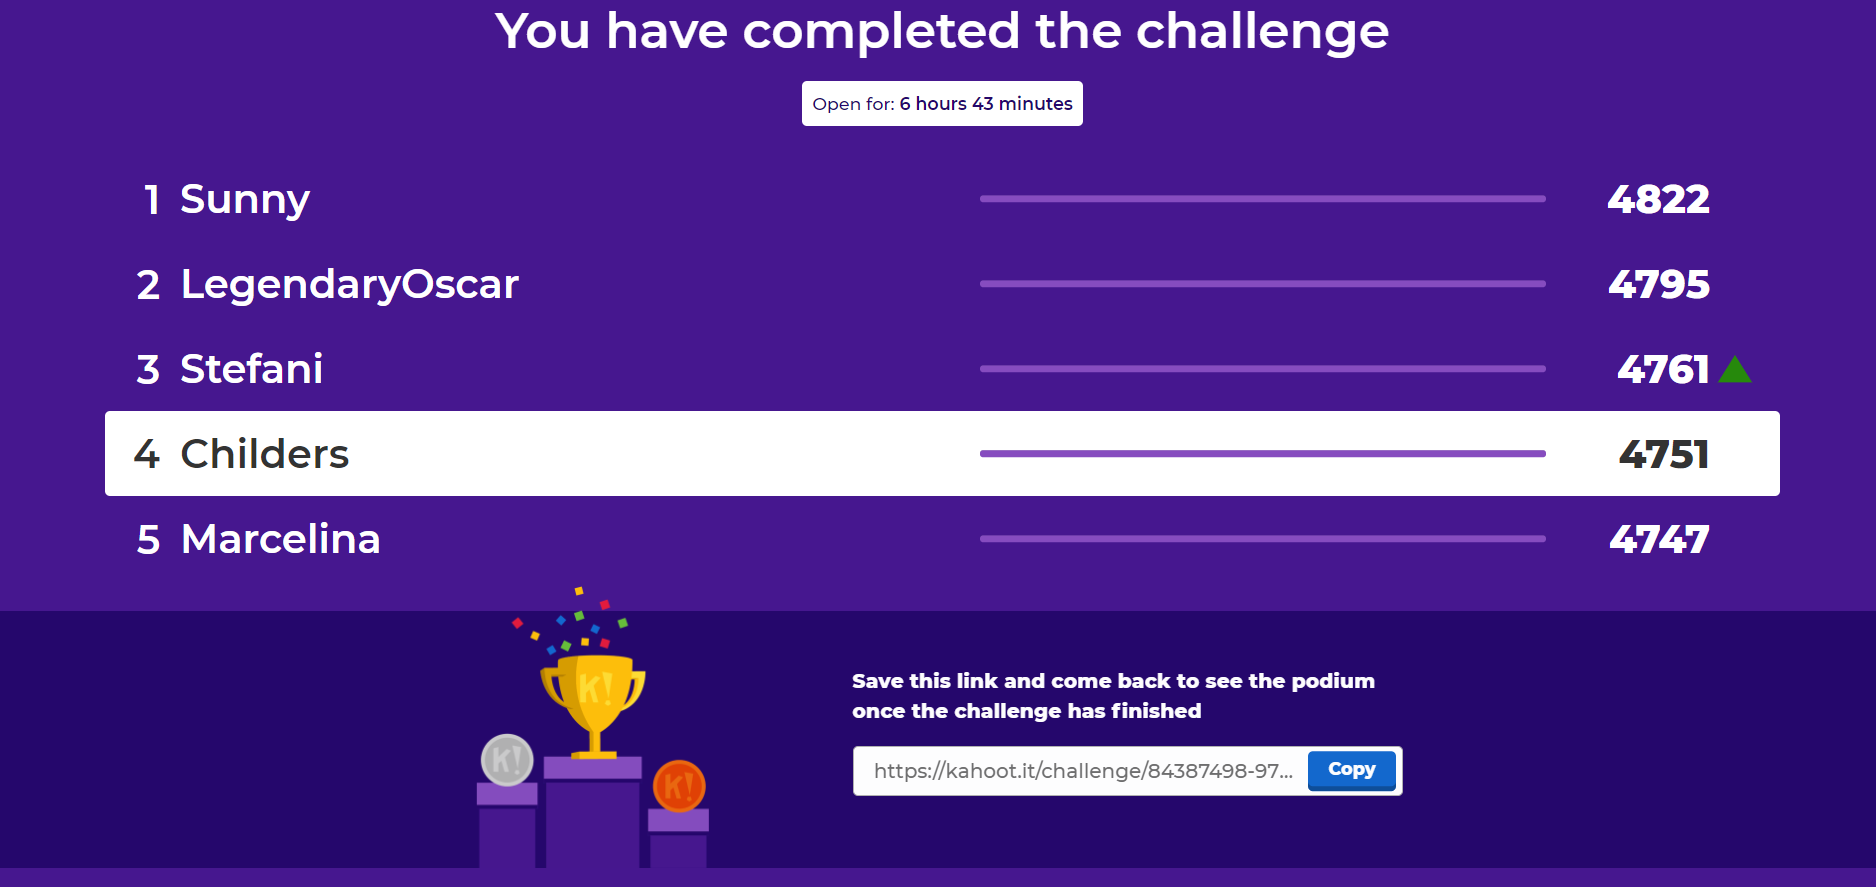 You have completed the challenge
Open for: 6 hours 43 minutes
1 Sunny 4822
2 LegendaryOscar 4795
3 Stefani 4761
4 Childers 4751
5 Marcelina 4747
K!
K!
K!
Save this link and come back to see the podium
once the challenge has finished
https://kahoot.it/challenge/84387498-97... Copy